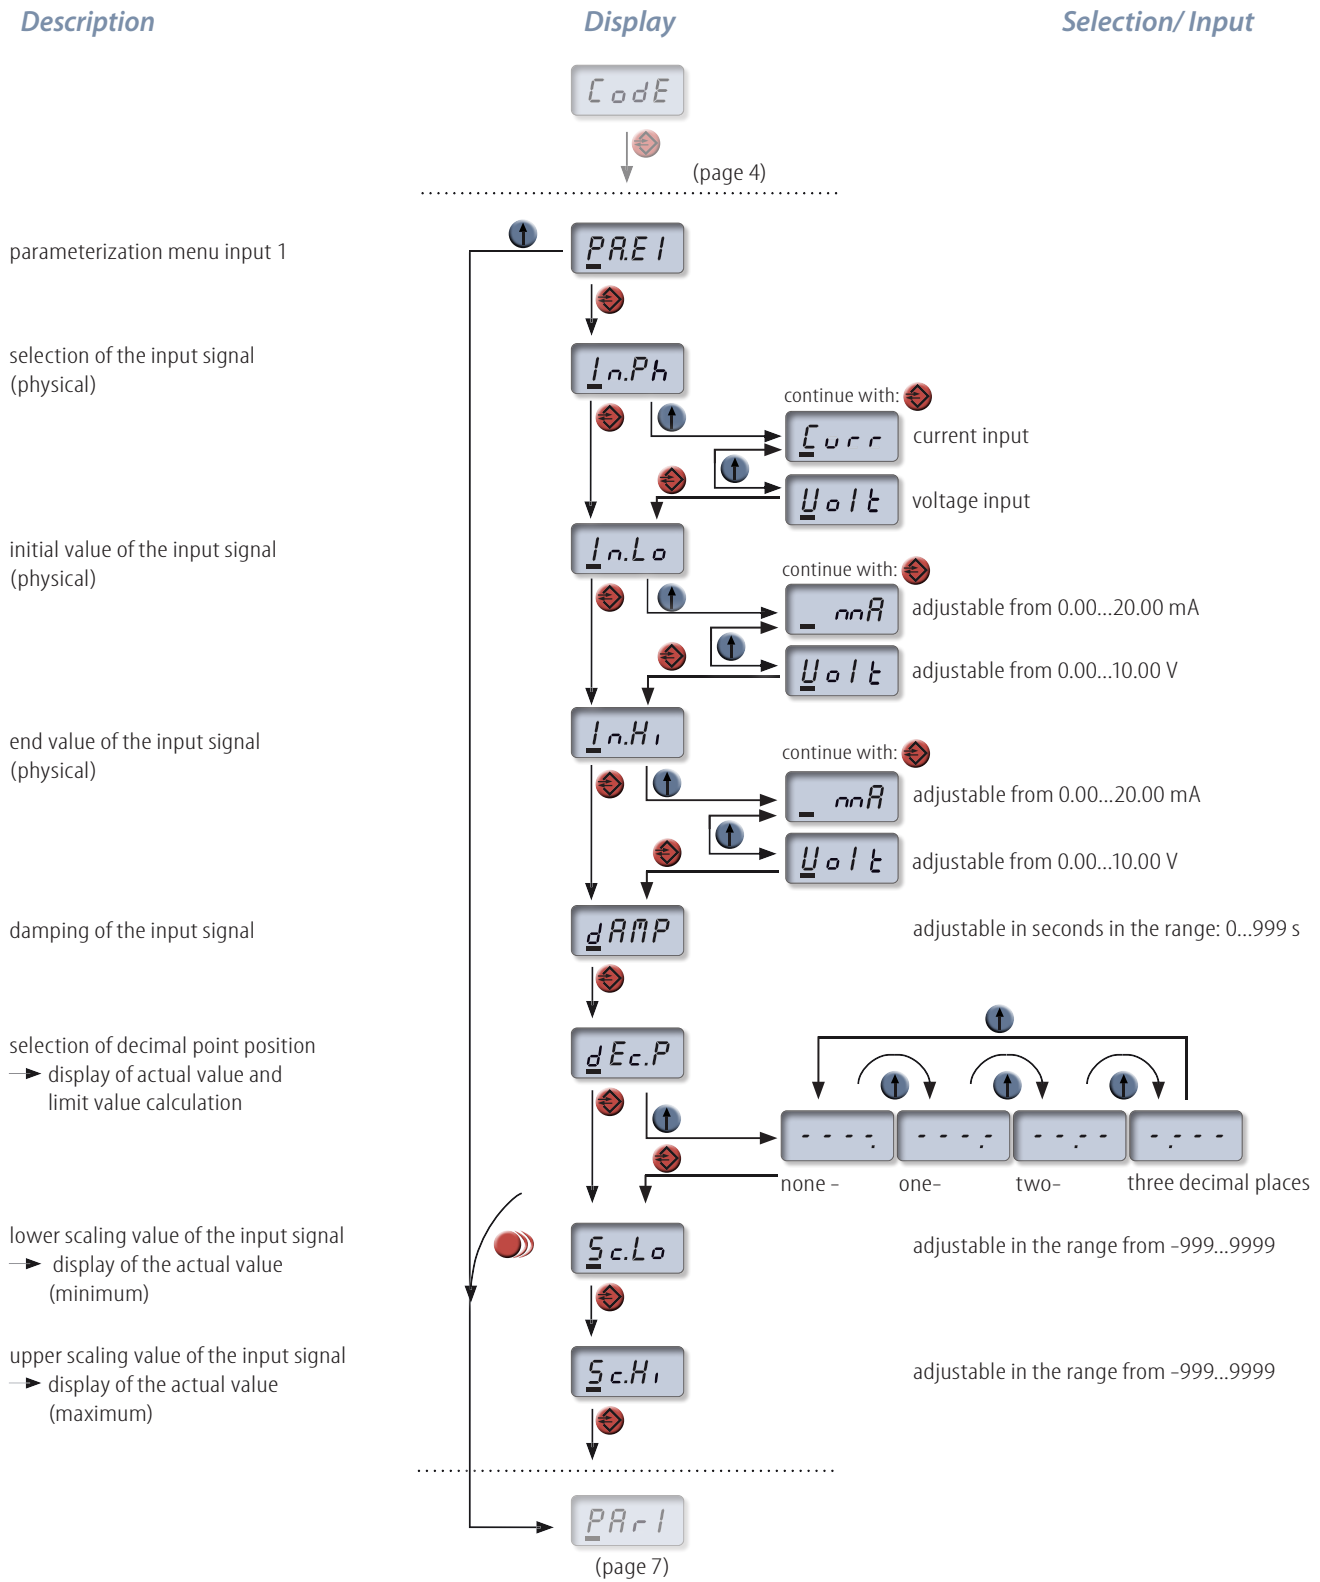 Description Display Selection/ Input
CodE
(page 4)
parameterization menu input 1 PA.E1
selection of the input signal
(physical)
In.Ph
continue with:
Curr current input
Volt voltage input
initial value of the input signal
(physical)
In.Lo
continue with:
mA adjustable from 0.00...20.00 mA
Volt adjustable from 0.00...10.00 V
end value of the input signal
(physical)
In.Hi
continue with:
mA adjustable from 0.00...20.00 mA
Volt adjustable from 0.00...10.00 V
damping of the input signal dAMP adjustable in seconds in the range: 0...999 s
selection of decimal point position
display of actual value and
limit value calculation
dEc.P
----. ---.- --.-- -.---
none – one– two– three decimal places
lower scaling value of the input signal
display of the actual value
(minimum)
Sc.Lo adjustable in the range from –999...9999
upper scaling value of the input signal
display of the actual value
(maximum)
Sc.Hi adjustable in the range from –999...9999
PAr1
(page 7)